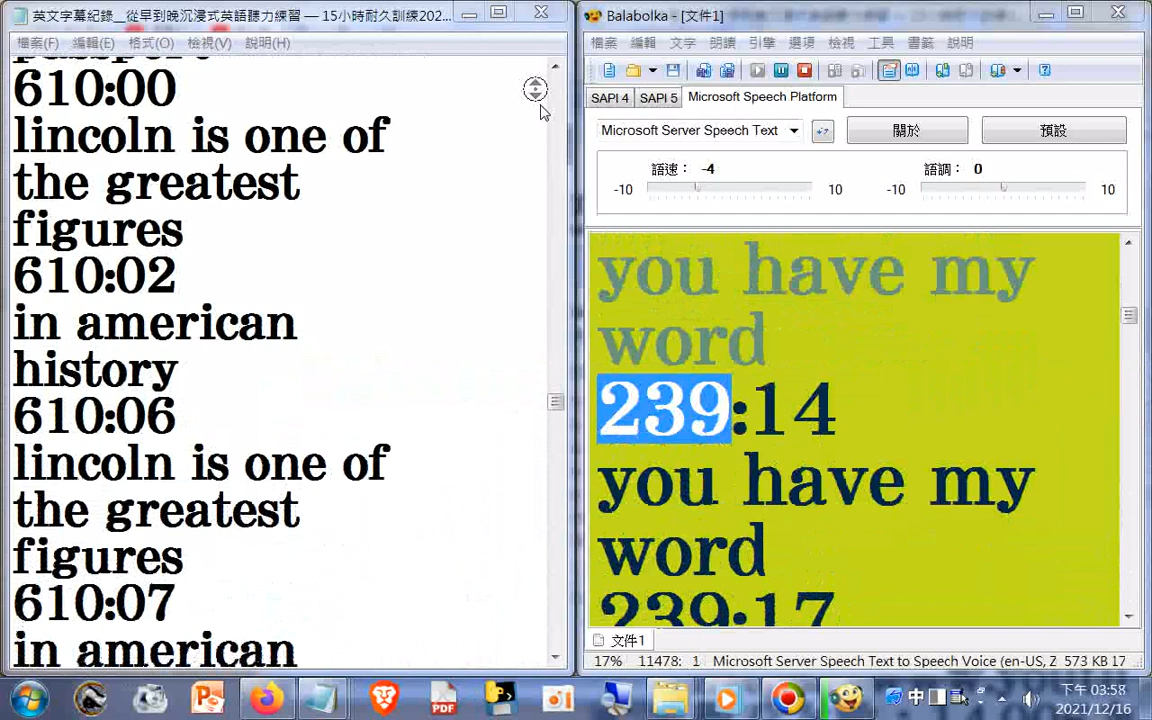 英文字幕紀錄__從早到晚沉浸式英語聽力練習 — 15小時耐久訓練202...
檔案(F) 編輯(E) 格式(O) 檢視(V) 說明(H)
610:00
lincoln is one of
the greatest
figures
610:02
in american
history
610:06
lincoln is one of
the greatest
figures
610:07
in american
Balabolka - [文件1]
檔案 編輯 文字 朗讀 引擎 選項 檢視 工具 書籤 說明
SAPI 4 SAPI 5 Microsoft Speech Platform
Microsoft Server Speech Text 關於 預設
語速： -4 語調： 0
-10 10 -10 10
you have my
word
239:14
you have my
word
239:17
文件1
17% 11478: 1 Microsoft Server Speech Text to Speech Voice (en-US, Z 573 KB 17
PDF 中 下午 03:58
2021/12/16